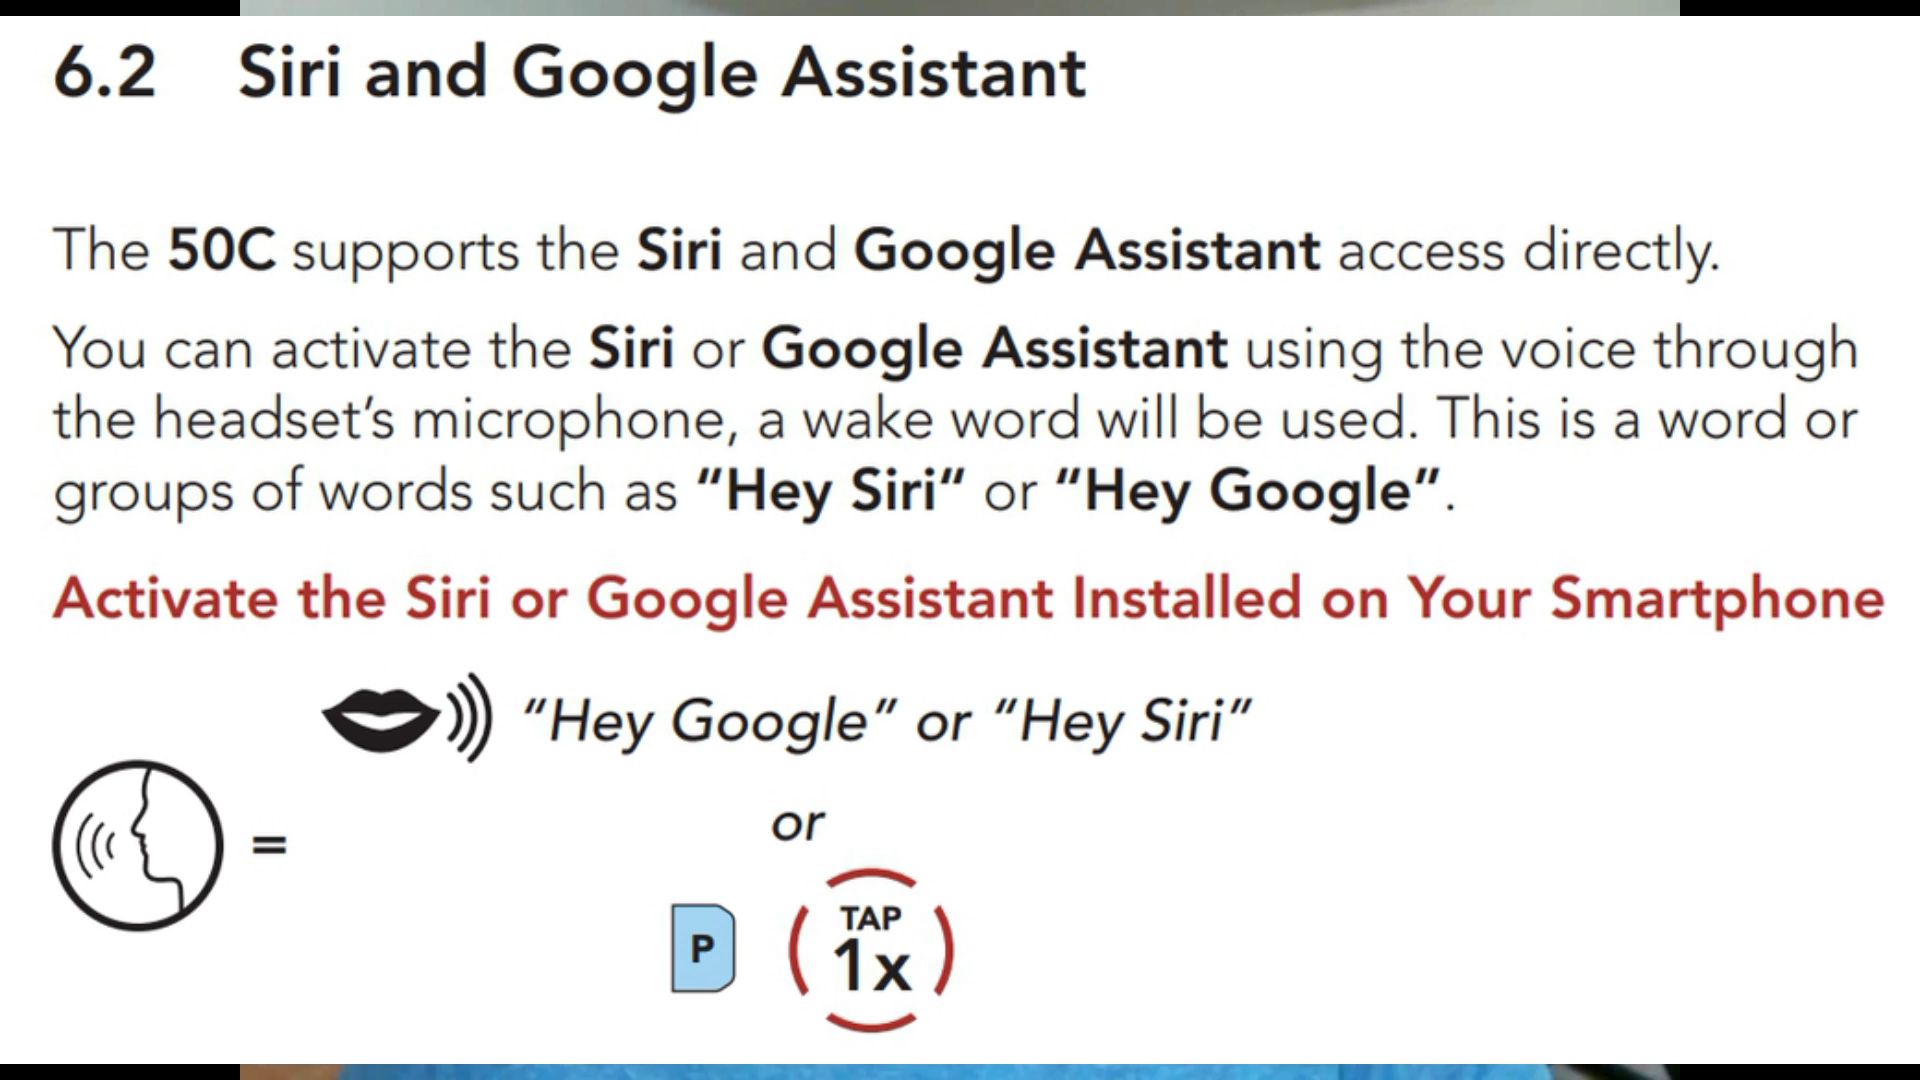 6.2 Siri and Google Assistant
The 50C supports the Siri and Google Assistant access directly.
You can activate the Siri or Google Assistant using the voice through
the headset's microphone, a wake word will be used. This is a word or
groups of words such as "Hey Siri" or "Hey Google".
Activate the Siri or Google Assistant Installed on Your Smartphone
"Hey Google" or "Hey Siri"
=
or
P
TAP
1x